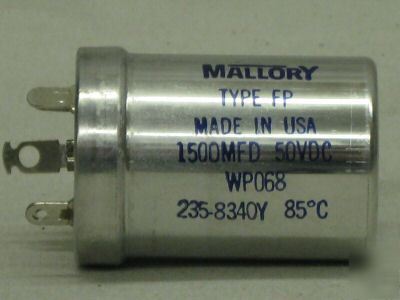 MALLORY
TYPE FP
MADE IN USA
1500MFD 50VDC
WP068
235-8340Y 85°C